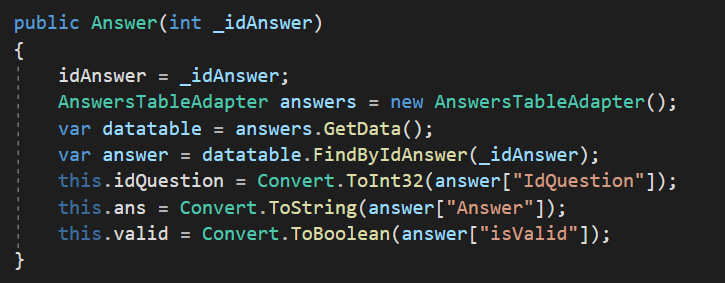 public Answer(int _idAnswer)
{
idAnswer = _idAnswer;
AnswersTableAdapter answers = new AnswersTableAdapter();
var datatable = answers.GetData();
var answer = datatable.FindByIdAnswer(_idAnswer);
this.idQuestion = Convert.ToInt32(answer["IdQuestion"]);
this.ans = Convert.ToString(answer["Answer"]);
this.valid = Convert.ToBoolean(answer["isValid"]);
}